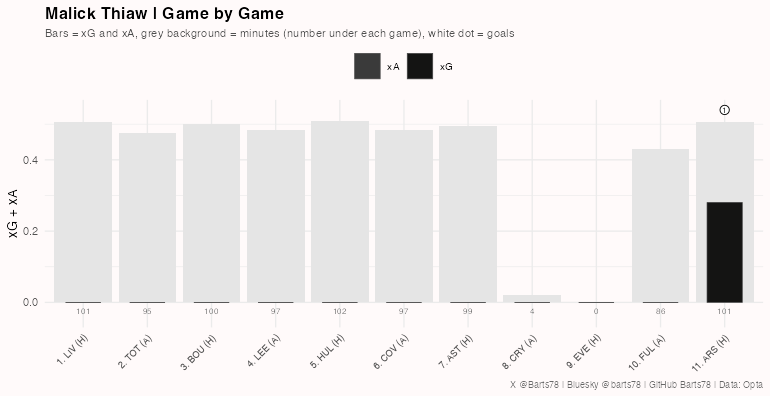 Malick Thiaw | Game by Game
Bars = xG and xA, grey background = minutes (number under each game), white dot = goals
xA xG
1
xG + xA
0.4
0.2
0.0
101 95 100 97 102 97 99 4 0 86 101
1. LIV (H) 2. TOT (A) 3. BOU (H) 4. LEE (A) 5. HUL (H) 6. COV (A) 7. AST (H) 8. CRY (A) 9. EVE (H) 10. FUL (A) 11. ARS (H)
X @Barts78 | Bluesky @barts78 | GitHub Barts78 | Data: Opta